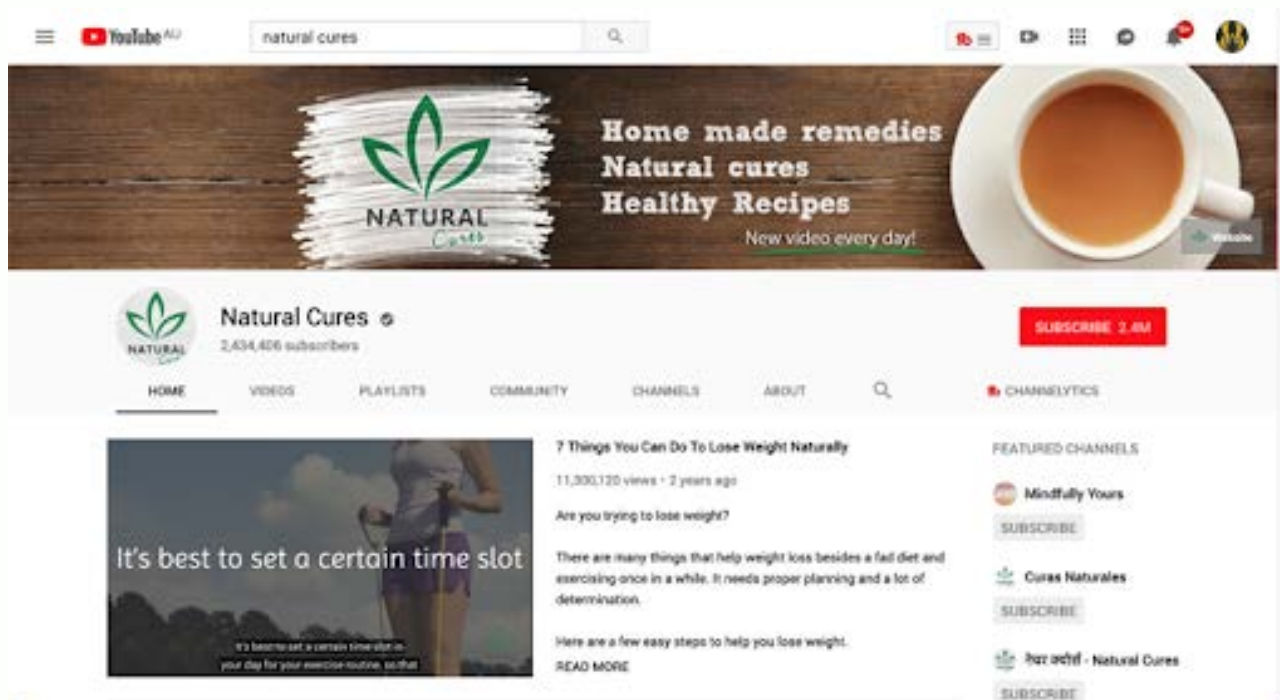 YouTube AU
natural cures
Home made remedies
Natural cures
Healthy Recipes
New video every day!
NATURAL
Cures
Website
NATURAL
Natural Cures
2,434,406 subscribers
SUBSCRIBE 2.4M
HOME
VIDEOS
PLAYLISTS
COMMUNITY
CHANNELS
ABOUT
CHANNELYTICS
It's best to set a certain time slot
It's best to set a certain time slot in
your day for your exercise routine, so that
7 Things You Can Do To Lose Weight Naturally
11,300,120 views • 2 years ago
Are you trying to lose weight?
There are many things that help weight loss besides a fad diet and
exercising once in a while. It needs proper planning and a lot of
determination.
Here are a few easy steps to help you lose weight.
READ MORE
FEATURED CHANNELS
Mindfully Yours
SUBSCRIBE
Curas Naturales
SUBSCRIBE
- Natural Cures
SUBSCRIBE